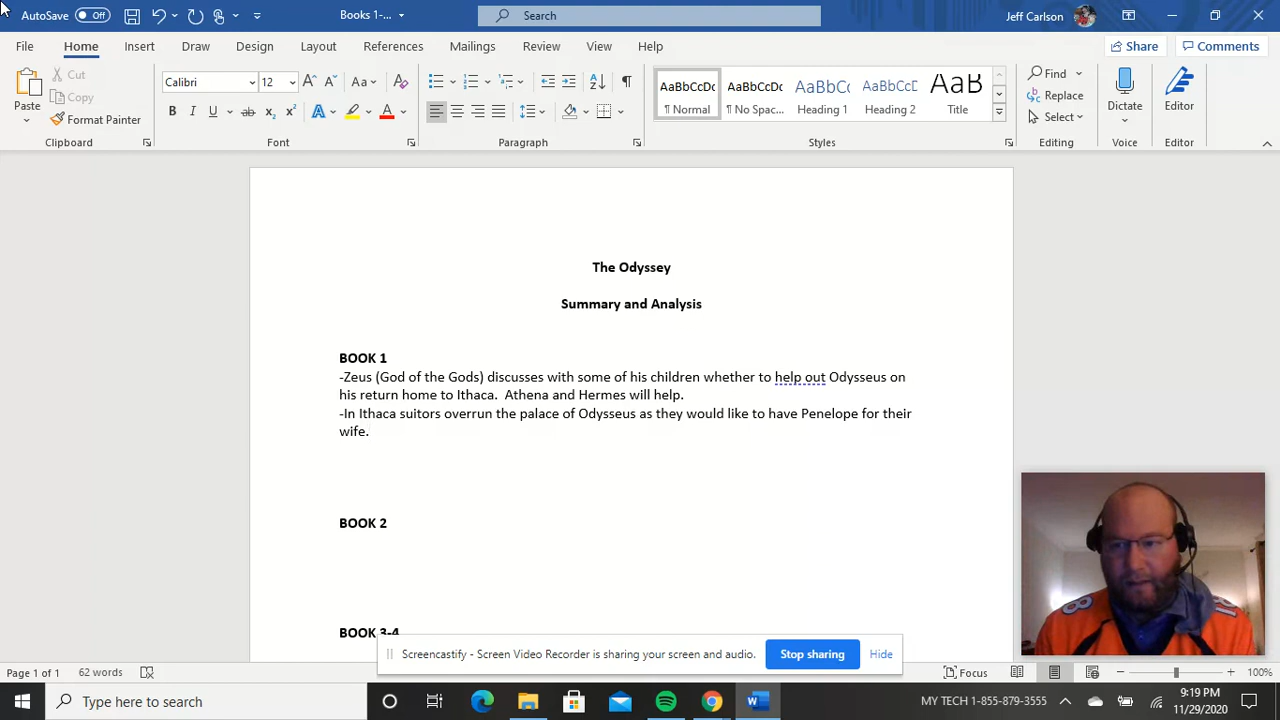 AutoSave Off Books 1-... Search Jeff Carlson
File Home Insert Draw Design Layout References Mailings Review View Help Share Comments
Paste Cut Copy Format Painter
Calibri 12
AaBbCcDc AaBbCcDc AaBbCc AaBbCcE AaB
¶ Normal ¶ No Spac... Heading 1 Heading 2 Title
Find Replace Select
Dictate Editor
Clipboard Font Paragraph Styles Editing Voice Editor
The Odyssey
Summary and Analysis
BOOK 1
-Zeus (God of the Gods) discusses with some of his children whether to help out Odysseus on
his return home to Ithaca.  Athena and Hermes will help.
-In Ithaca suitors overrun the palace of Odysseus as they would like to have Penelope for their
wife.
BOOK 2
BOOK 3-4
Screencastify - Screen Video Recorder is sharing your screen and audio. Stop sharing Hide
Page 1 of 1 62 words Focus 100%
Type here to search MY TECH 1-855-879-3555 9:19 PM
11/29/2020